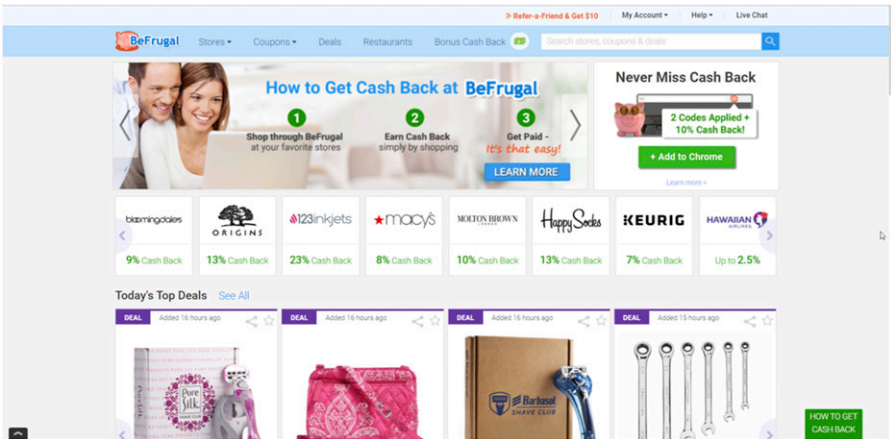 » Refer-a-Friend & Get $10 My Account Help Live Chat
BeFrugal Stores Coupons Deals Restaurants Bonus Cash Back Search stores, coupons & deals
How to Get Cash Back at BeFrugal
1 2 3
Shop through BeFrugal Earn Cash Back Get Paid -
at your favorite stores simply by shopping It's that easy!
LEARN MORE
Never Miss Cash Back
2 Codes Applied +
10% Cash Back!
+ Add to Chrome
Learn more »
bloomingdales ORIGINS 123inkjets macy's MOLTON BROWN Happy Socks KEURIG HAWAIIAN
LONDON AIRLINES
9% Cash Back 13% Cash Back 23% Cash Back 8% Cash Back 10% Cash Back 13% Cash Back 7% Cash Back Up to 2.5%
Today's Top Deals See All
DEAL Added 16 hours ago DEAL Added 16 hours ago DEAL Added 16 hours ago DEAL Added 15 hours ago
Pure
Silk
SHAVE CLUB
Barbasol
SHAVE CLUB
HOW TO GET
CASH BACK